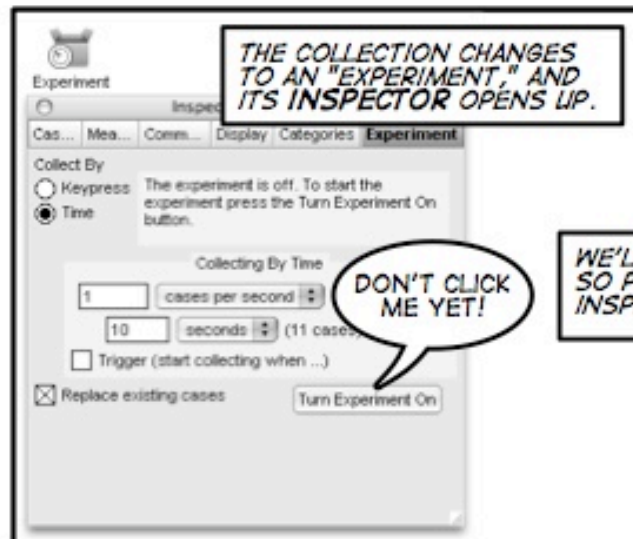 THE COLLECTION CHANGES
TO AN "EXPERIMENT," AND
ITS INSPECTOR OPENS UP.
Experiment
Cas... Mea... Comm... Display Categories Experiment
Collect By
Keypress
Time
The experiment is off. To start the
experiment press the Turn Experiment On
button.
Collecting By Time
1 cases per second
10 seconds (11 cases)
Trigger (start collecting when ...)
Replace existing cases
Turn Experiment On
DON'T CLICK
ME YET!
SO